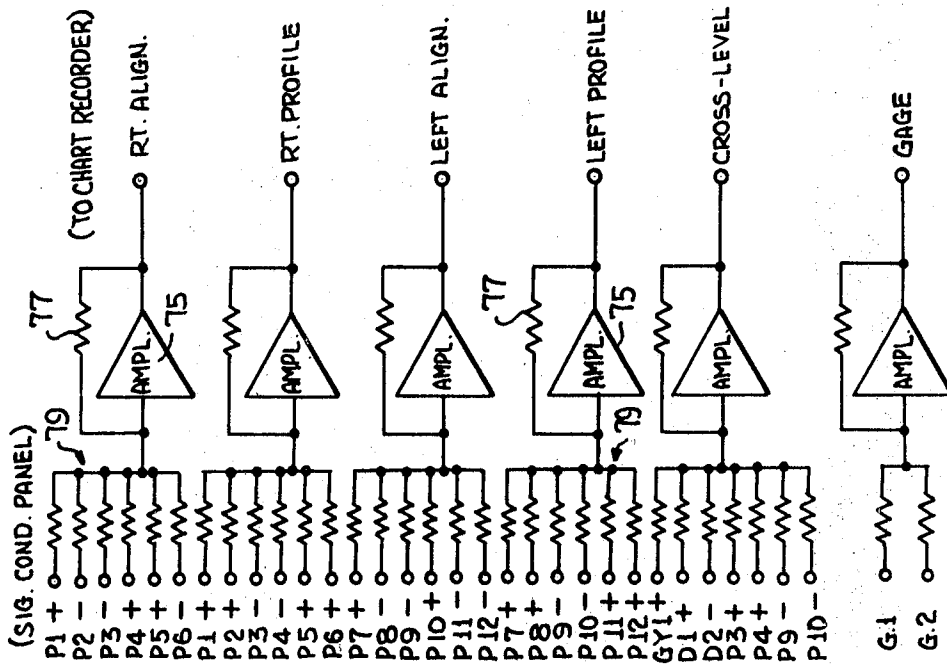 (SIG. COND. PANEL)
(TO CHART RECORDER)
P1 +
P2 -
P3 -
P4 +
P5 +
P6 -
79
77
AMPL.
75
RT. ALIGN.
P1 +
P2 +
P3 -
P4 -
P5 +
P6 +
AMPL.
RT. PROFILE
P7 +
P8 -
P9 -
P10 +
P11 -
P12 -
AMPL.
LEFT ALIGN.
P7 +
P8 +
P9 -
P10 -
P11 +
P12 +
79
77
AMPL.
75
LEFT PROFILE
GY1 +
D1 +
D2 -
P3 +
P4 +
P9 -
P10 -
AMPL.
CROSS-LEVEL
G.1
G.2
AMPL.
GAGE